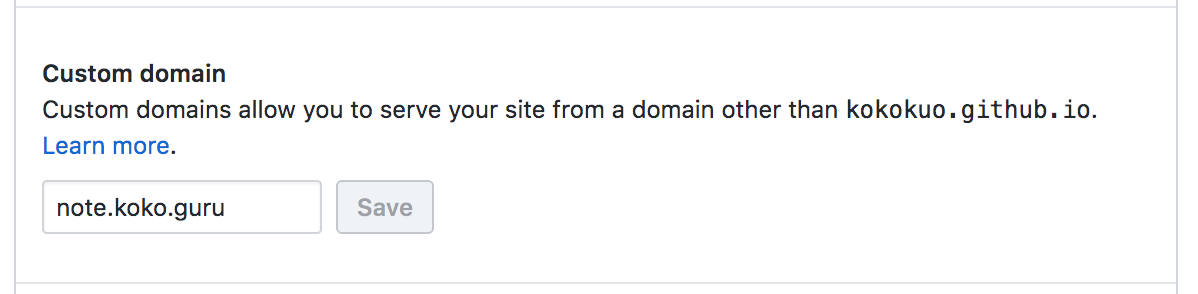 Custom domain
Custom domains allow you to serve your site from a domain other than kokokuo.github.io.
Learn more.
note.koko.guru Save